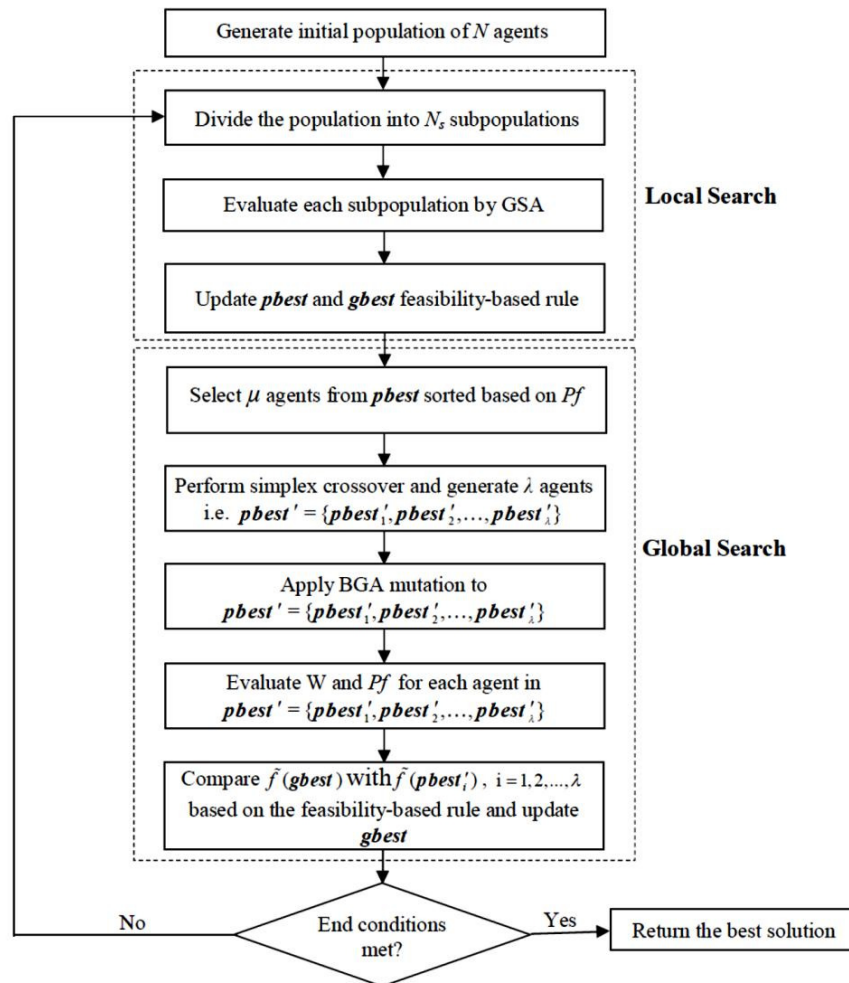 Generate initial population of N agents
Divide the population into Nₛ subpopulations
Evaluate each subpopulation by GSA
Local Search
Update pbest and gbest feasibility-based rule
Select μ agents from pbest sorted based on Pf
Perform simplex crossover and generate λ agents
i.e. pbest' = {pbest'₁, pbest'₂,..., pbest'_λ}
Global Search
Apply BGA mutation to
pbest' = {pbest'₁, pbest'₂,..., pbest'_λ}
Evaluate W and Pf for each agent in
pbest' = {pbest'₁, pbest'₂,..., pbest'_λ}
Compare f̃(gbest) with f̃(pbest'ᵢ), i = 1,2,...,λ
based on the feasibility-based rule and update
gbest
No
End conditions
met?
Yes
Return the best solution